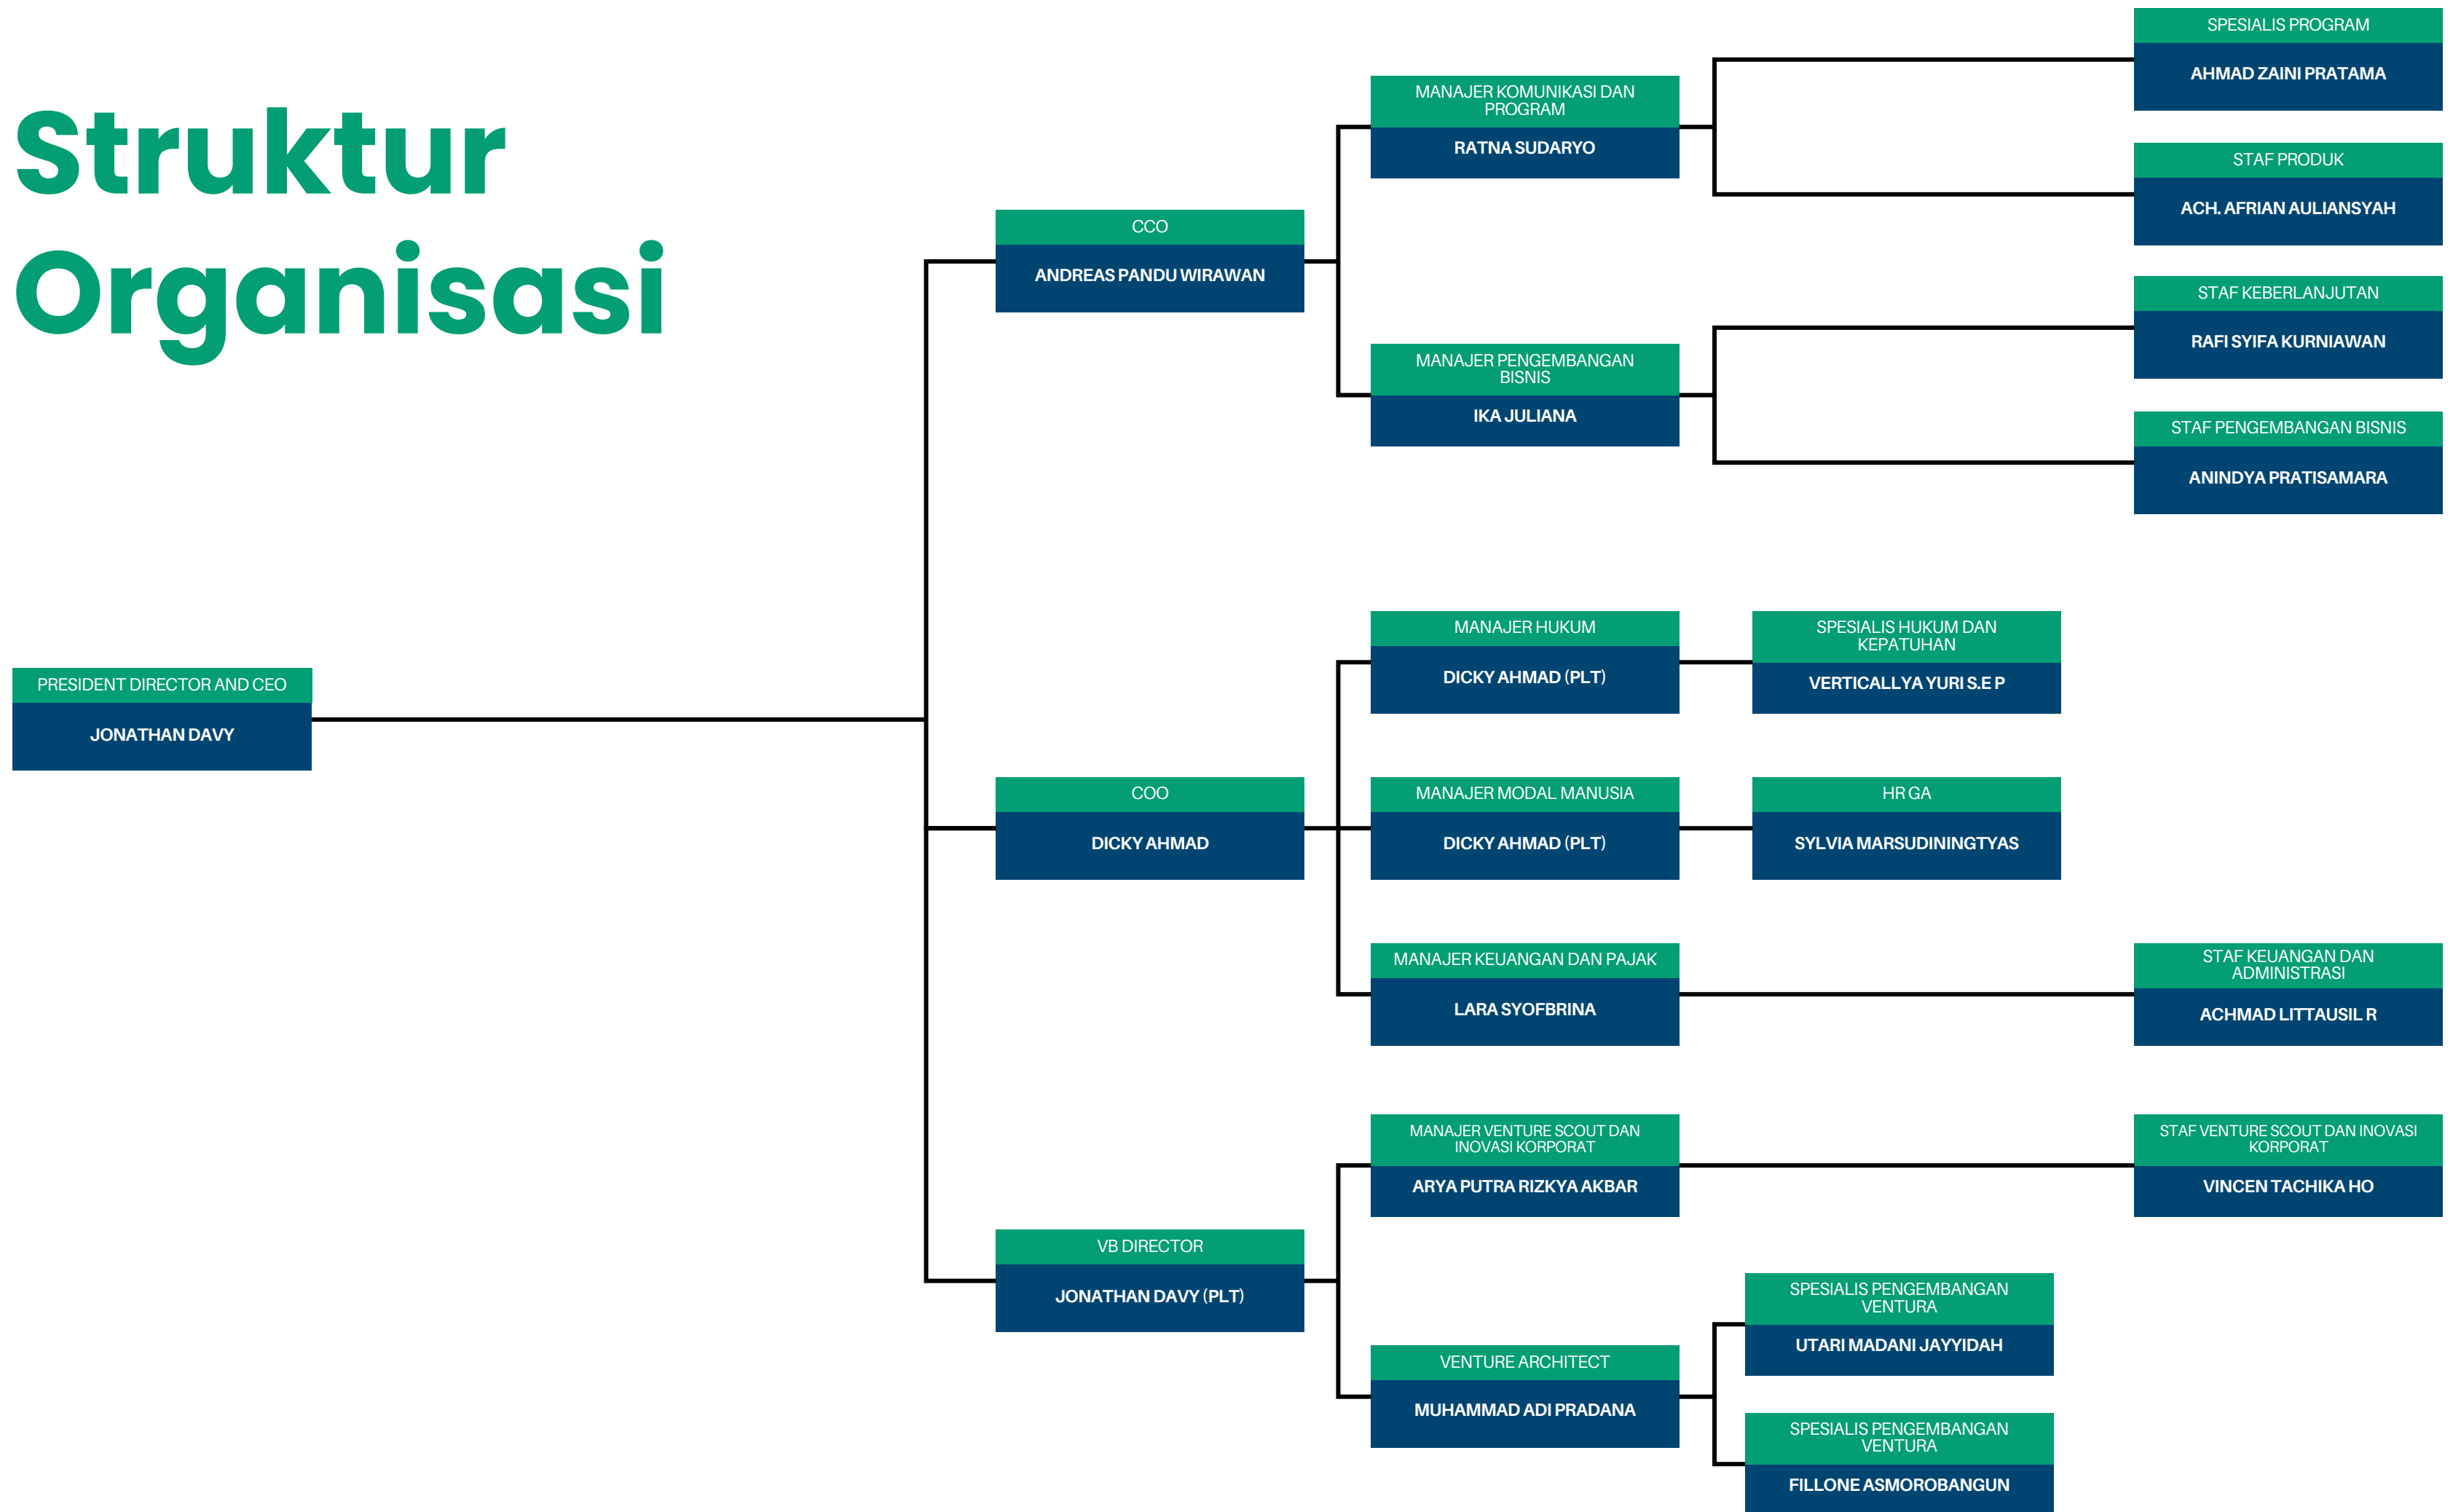 Struktur
Organisasi
PRESIDENT DIRECTOR AND CEO
JONATHAN DAVY
CCO
ANDREAS PANDU WIRAWAN
MANAJER KOMUNIKASI DAN
PROGRAM
RATNA SUDARYO
SPESIALIS PROGRAM
AHMAD ZAINI PRATAMA
STAF PRODUK
ACH. AFRIAN AULIANSYAH
MANAJER PENGEMBANGAN
BISNIS
IKA JULIANA
STAF KEBERLANJUTAN
RAFI SYIFA KURNIAWAN
STAF PENGEMBANGAN BISNIS
ANINDYA PRATISAMARA
COO
DICKY AHMAD
MANAJER HUKUM
DICKY AHMAD (PLT)
SPESIALIS HUKUM DAN
KEPATUHAN
VERTICALLYA YURI S.E P
MANAJER MODAL MANUSIA
DICKY AHMAD (PLT)
HR GA
SYLVIA MARSUDININGTYAS
MANAJER KEUANGAN DAN PAJAK
LARA SYOFBRINA
STAF KEUANGAN DAN
ADMINISTRASI
ACHMAD LITTAUSIL R
VB DIRECTOR
JONATHAN DAVY (PLT)
MANAJER VENTURE SCOUT DAN
INOVASI KORPORAT
ARYA PUTRA RIZKYA AKBAR
STAF VENTURE SCOUT DAN INOVASI
KORPORAT
VINCEN TACHIKA HO
VENTURE ARCHITECT
MUHAMMAD ADI PRADANA
SPESIALIS PENGEMBANGAN
VENTURA
UTARI MADANI JAYYIDAH
SPESIALIS PENGEMBANGAN
VENTURA
FILLONE ASMOROBANGUN